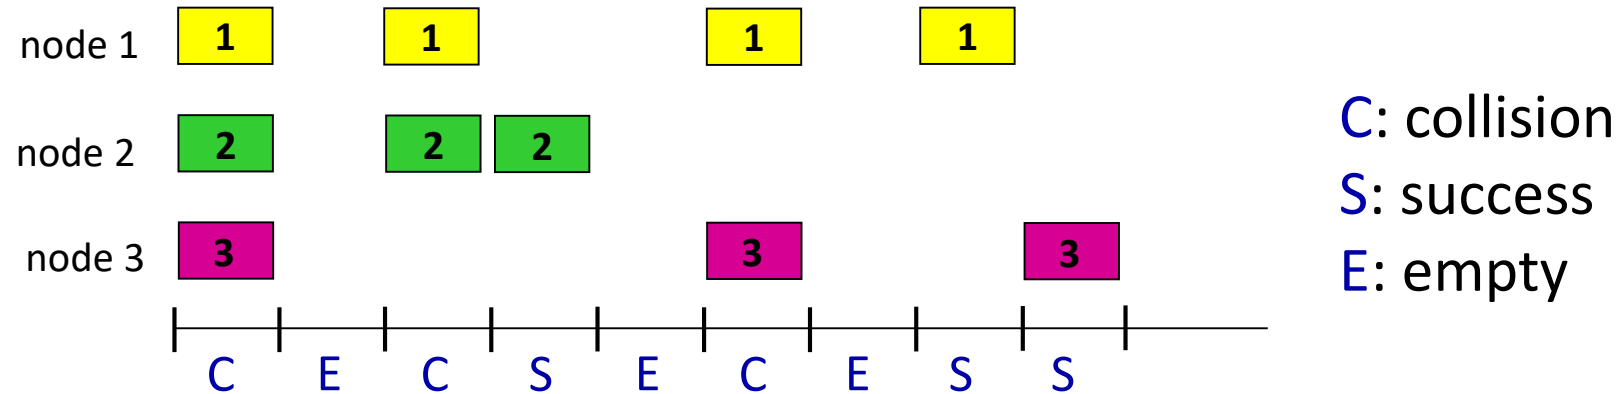 node 1 1 1 1 1
node 2 2 2 2
node 3 3 3 3
C E C S E C E S S
C: collision
S: success
E: empty